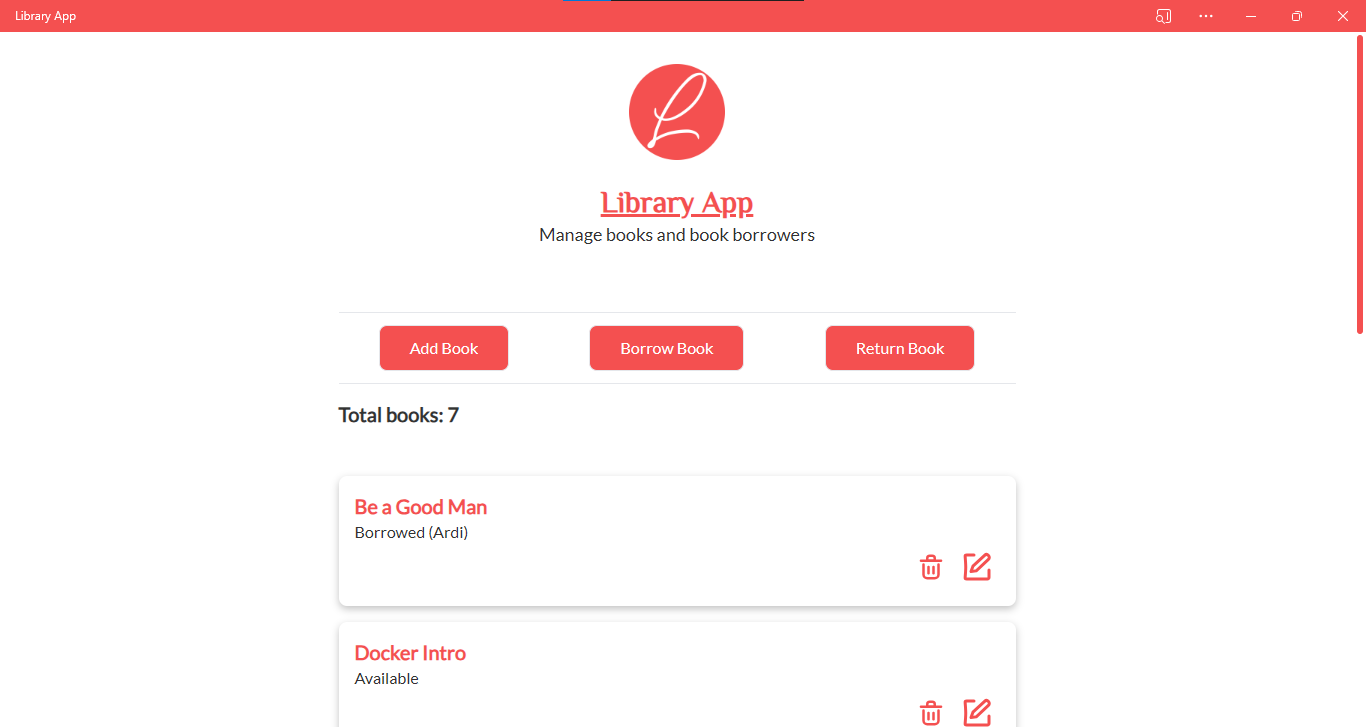 Library App
L
Library App
Manage books and book borrowers
Add Book Borrow Book Return Book
Total books: 7
Be a Good Man
Borrowed (Ardi)
Docker Intro
Available